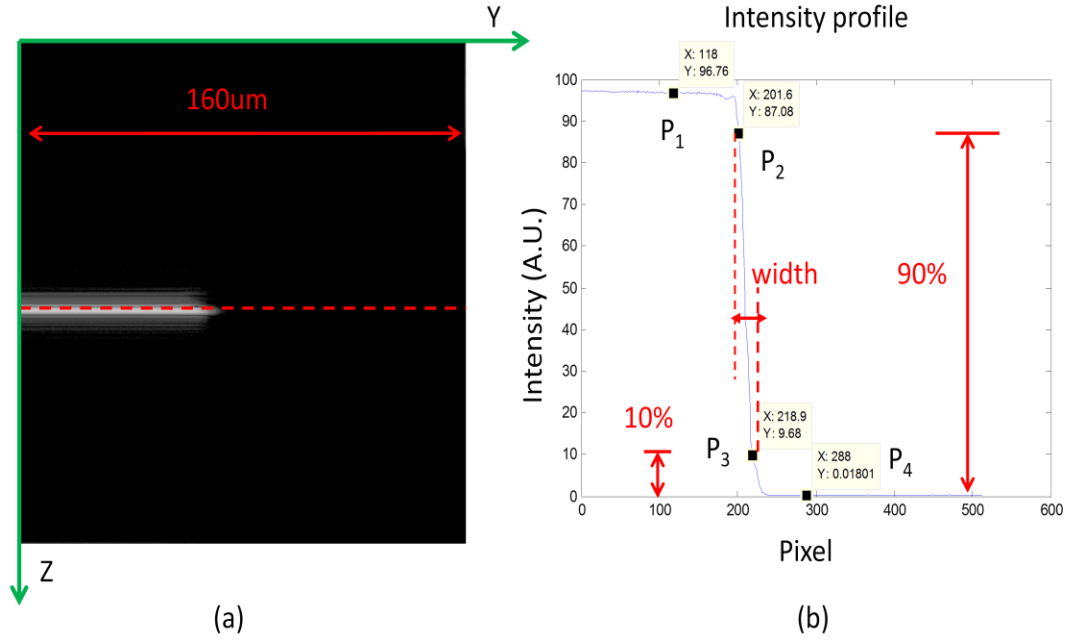 Y
160um
Z
(a)
Intensity profile
X: 118
Y: 96.76
X: 201.6
Y: 87.08
P1
P2
width
90%
10%
X: 218.9
Y: 9.68
P3
X: 288
Y: 0.01801
P4
Intensity (A.U.)
100
90
80
70
60
50
40
30
20
10
0
0 100 200 300 400 500 600
Pixel
(b)